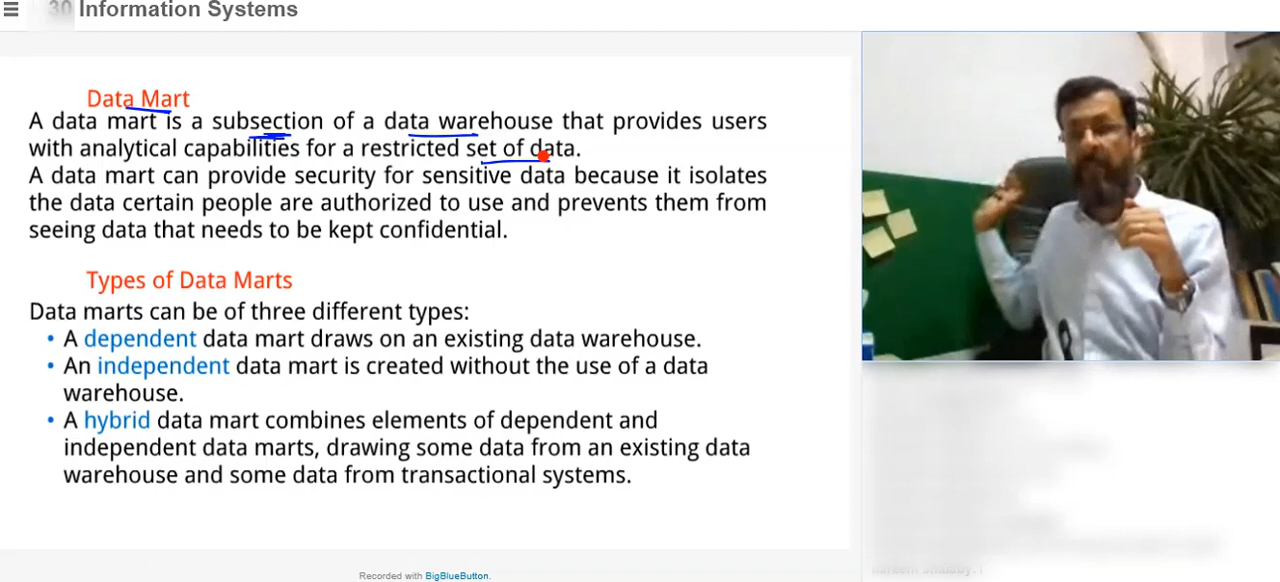 30 Information Systems
Data Mart
A data mart is a subsection of a data warehouse that provides users
with analytical capabilities for a restricted set of data.
A data mart can provide security for sensitive data because it isolates
the data certain people are authorized to use and prevents them from
seeing data that needs to be kept confidential.
Types of Data Marts
Data marts can be of three different types:
• A dependent data mart draws on an existing data warehouse.
• An independent data mart is created without the use of a data
warehouse.
• A hybrid data mart combines elements of dependent and
independent data marts, drawing some data from an existing data
warehouse and some data from transactional systems.
Recorded with BigBlueButton.